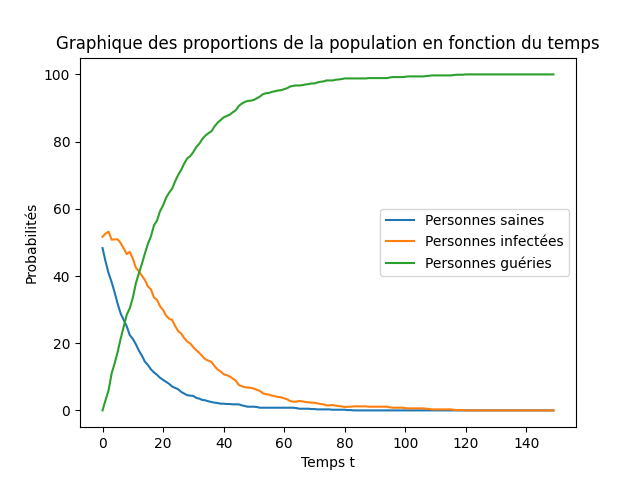 Graphique des proportions de la population en fonction du temps
100
80
60
40
20
0
Probabilités
Personnes saines
Personnes infectées
Personnes guéries
0 20 40 60 80 100 120 140
Temps t